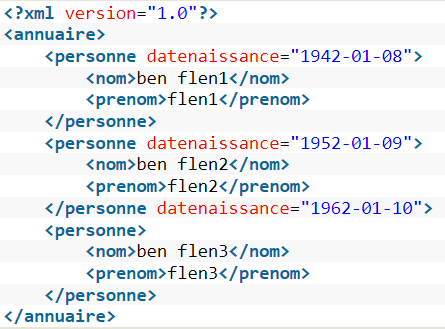 <?xml version="1.0"?>
<annuaire>
<personne datenaissance="1942-01-08">
<nom>ben flen1</nom>
<prenom>flen1</prenom>
</personne>
<personne datenaissance="1952-01-09">
<nom>ben flen2</nom>
<prenom>flen2</prenom>
</personne datenaissance="1962-01-10">
<personne>
<nom>ben flen3</nom>
<prenom>flen3</prenom>
</personne>
</annuaire>